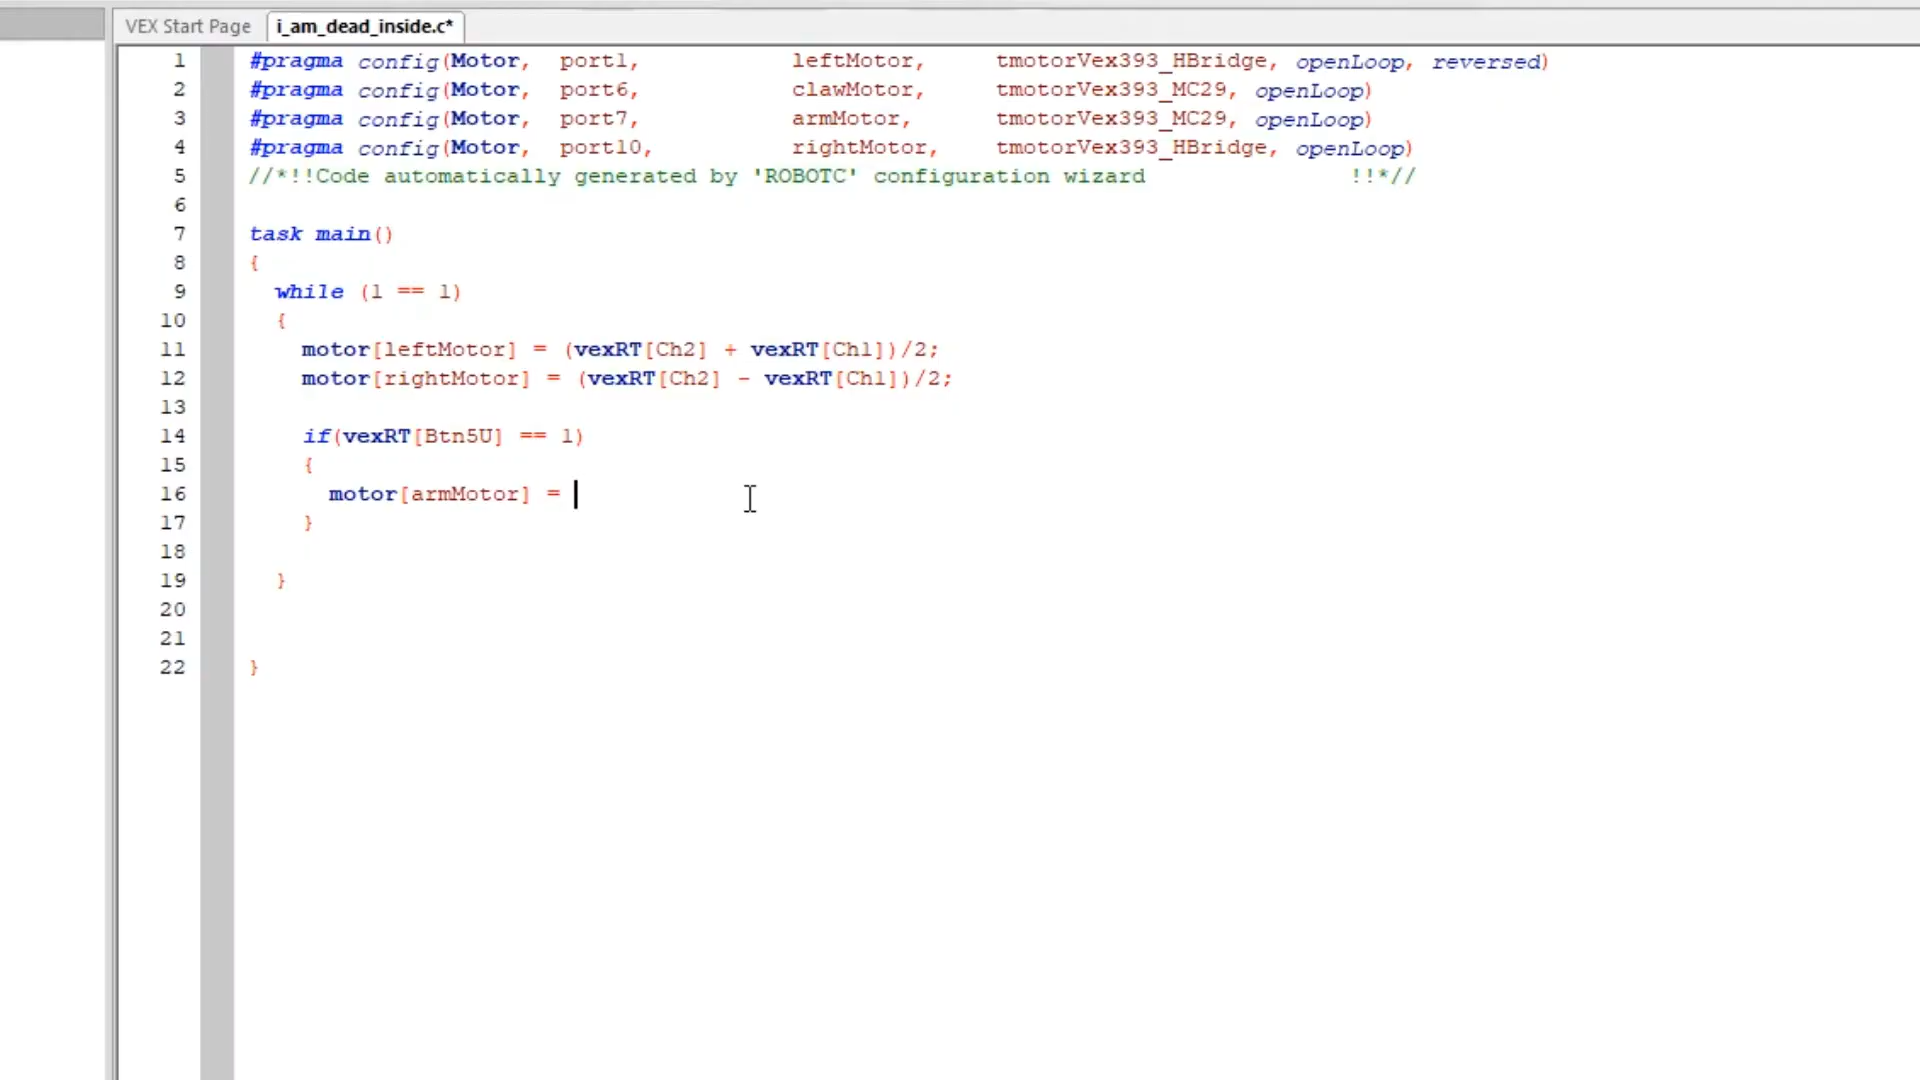 VEX Start Page i_am_dead_inside.c*
1 #pragma config(Motor, port1, leftMotor, tmotorVex393_HBridge, openLoop, reversed)
2 #pragma config(Motor, port6, clawMotor, tmotorVex393_MC29, openLoop)
3 #pragma config(Motor, port7, armMotor, tmotorVex393_MC29, openLoop)
4 #pragma config(Motor, port10, rightMotor, tmotorVex393_HBridge, openLoop)
5 //*!!Code automatically generated by 'ROBOTC' configuration wizard !!*//
6
7 task main()
8 {
9 while (1 == 1)
10 {
11 motor[leftMotor] = (vexRT[Ch2] + vexRT[Ch1])/2;
12 motor[rightMotor] = (vexRT[Ch2] - vexRT[Ch1])/2;
13
14 if(vexRT[Btn5U] == 1)
15 {
16 motor[armMotor] =
17 }
18
19 }
20
21
22 }